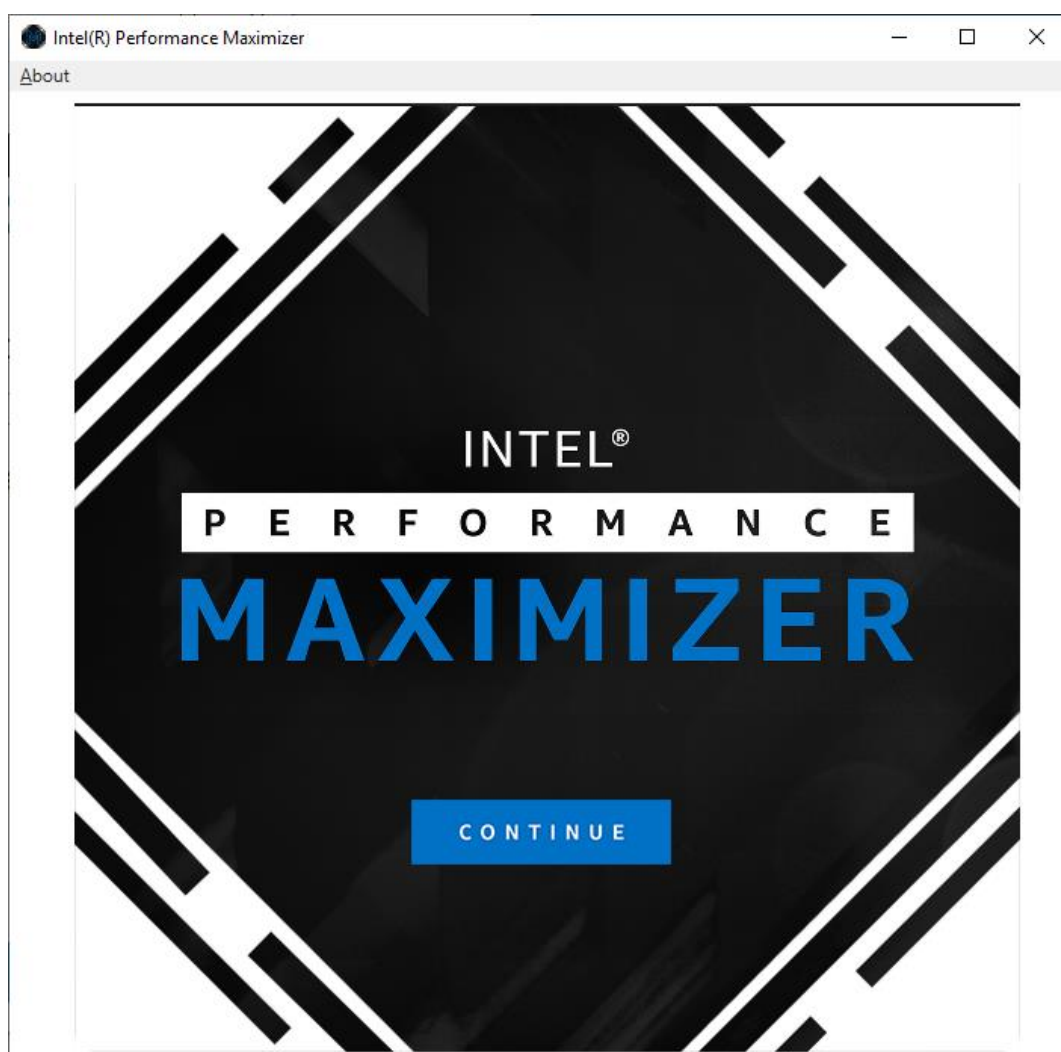 Intel(R) Performance Maximizer
About
INTEL®
PERFORMANCE
MAXIMIZER
CONTINUE